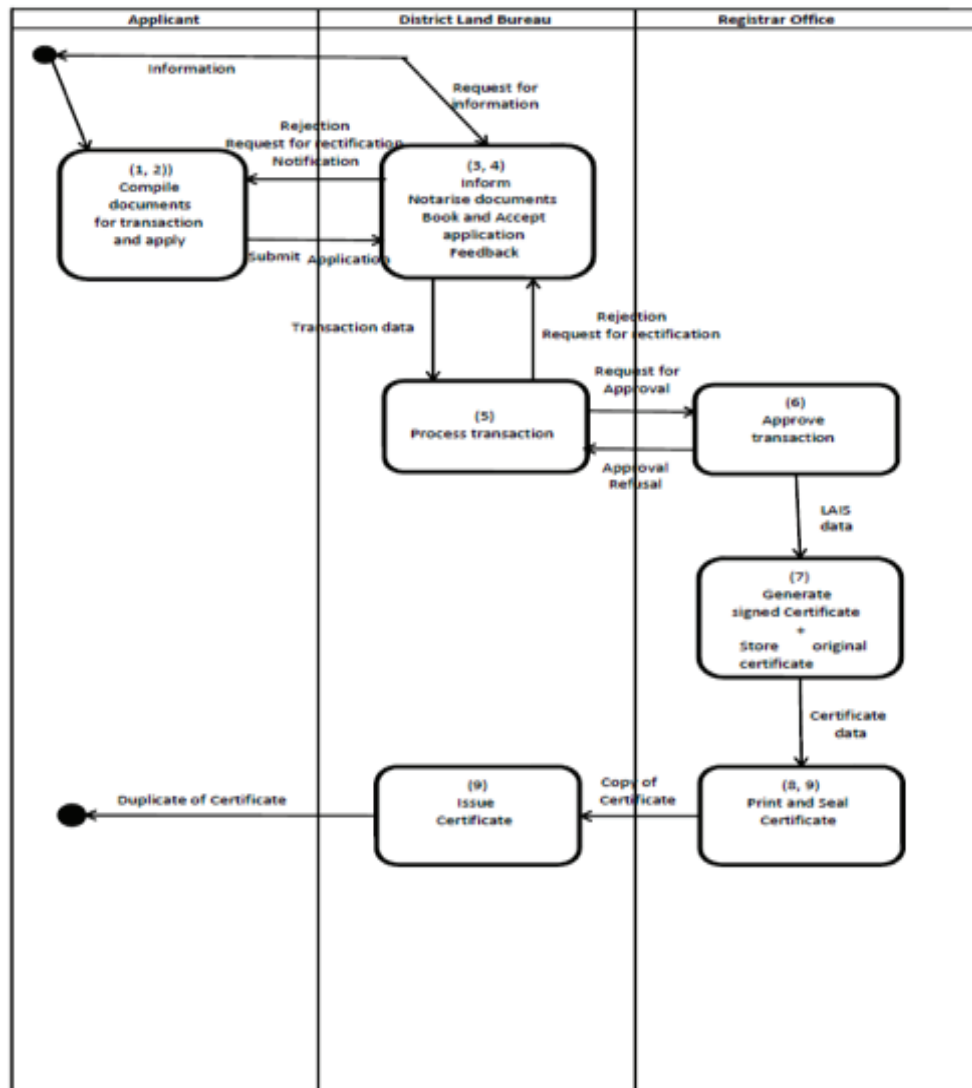 Applicant
District Land Bureau
Registrar Office
Information
Request for
information
Rejection
Request for rectification
Notification
(1, 2))
Compile
documents
for transaction
and apply
(3, 4)
Inform
Notarise documents
Book and Accept
application
Feedback
Submit Application
Transaction data
Rejection
Request for rectification
Request for
Approval
(5)
Process transaction
(6)
Approve
transaction
Approval
Refusal
LAIS
data
(7)
Generate
signed Certificate
+
Store original
certificate
Certificate
data
Duplicate of Certificate
(9)
Issue
Certificate
Copy of
Certificate
(8, 9)
Print and Seal
Certificate